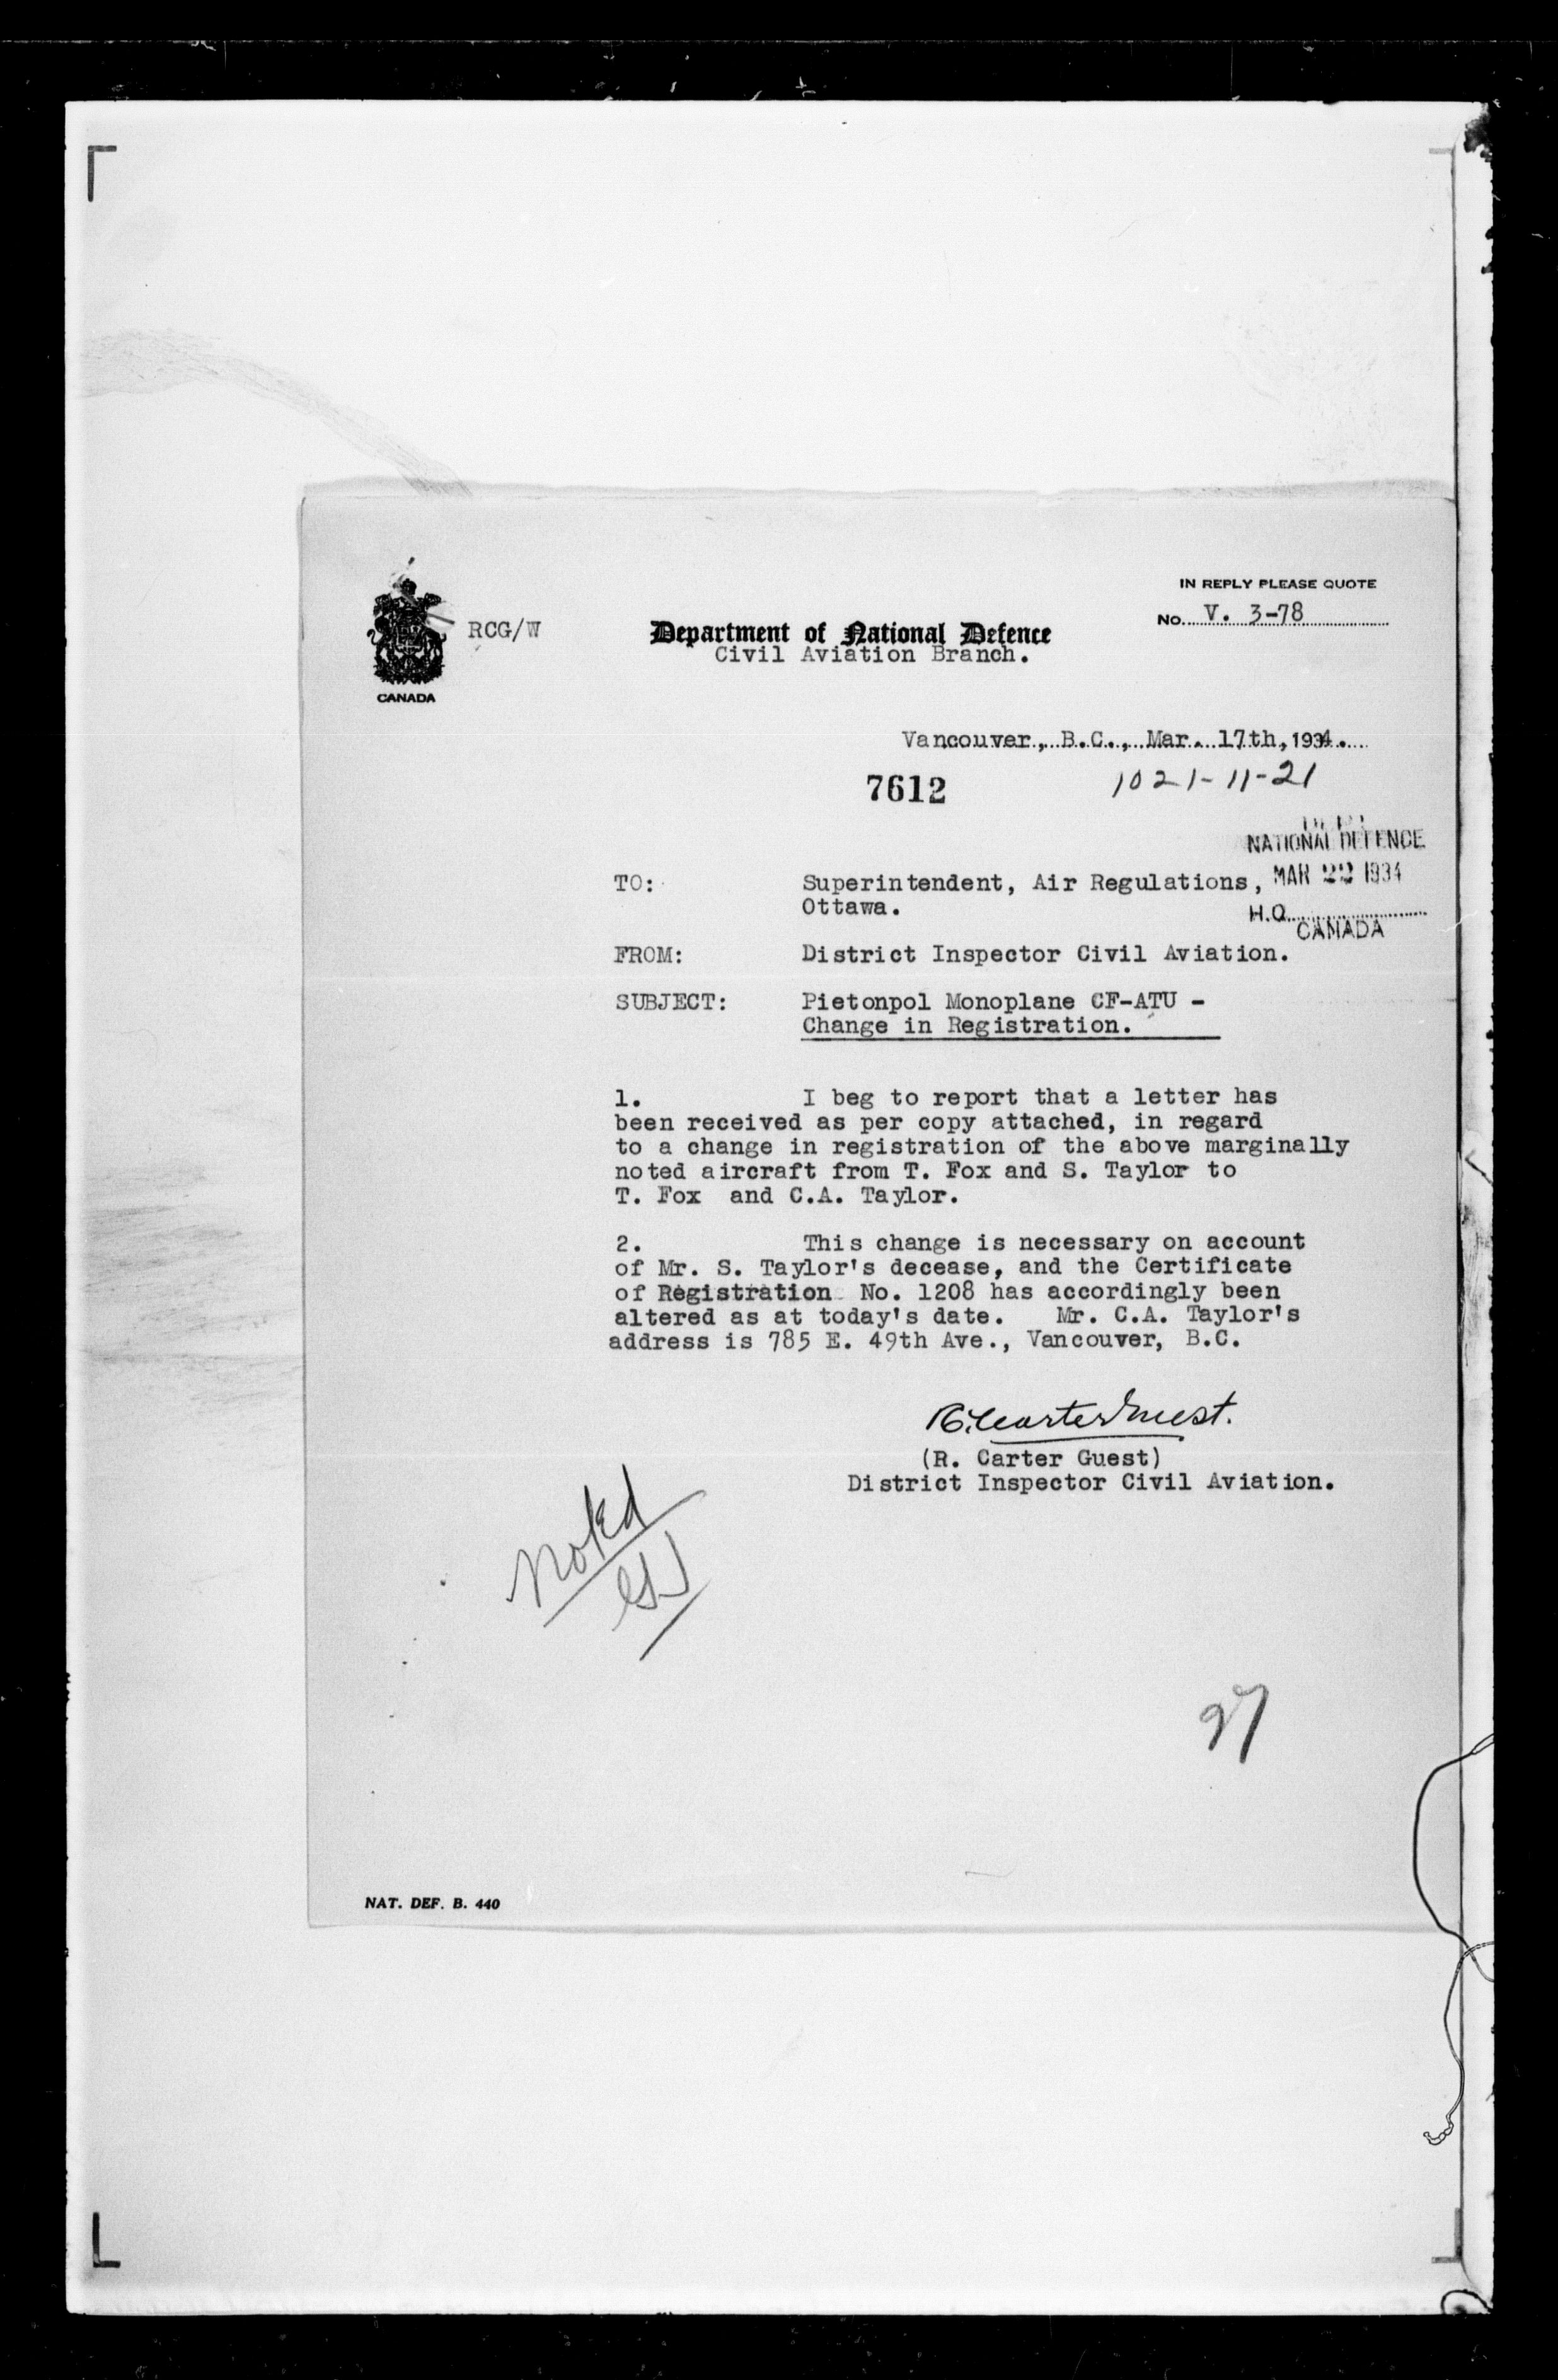 IN REPLY PLEASE QUOTE
No. V. 3-78
RCG/W
Department of National Defence
Civil Aviation Branch.
CANADA
Vancouver, B.C., Mar. 17th, 1934.
7612
1021-11-21
NATIONAL DEFENCE
MAR 22 1934
H.Q.
CANADA
TO: Superintendent, Air Regulations,
Ottawa.
FROM: District Inspector Civil Aviation.
SUBJECT: Pietonpol Monoplane CF-ATU -
Change in Registration.
1. I beg to report that a letter has
been received as per copy attached, in regard
to a change in registration of the above marginally
noted aircraft from T. Fox and S. Taylor to
T. Fox and C.A. Taylor.
2. This change is necessary on account
of Mr. S. Taylor's decease, and the Certificate
of Registration No. 1208 has accordingly been
altered as at today's date. Mr. C.A. Taylor's
address is 785 E. 49th Ave., Vancouver, B.C.
R. Carter Guest.
(R. Carter Guest)
District Inspector Civil Aviation.
Noted
27
NAT. DEF. B. 440